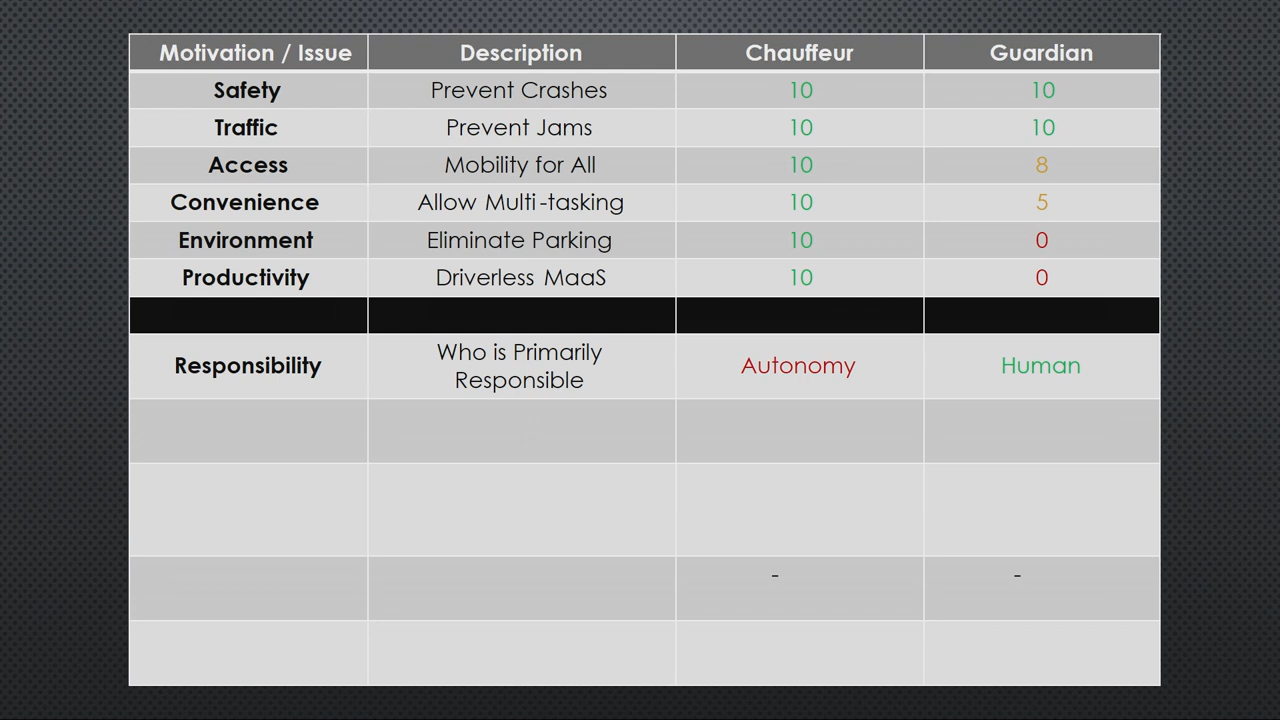 Motivation / Issue Description Chauffeur Guardian
Safety Prevent Crashes 10 10
Traffic Prevent Jams 10 10
Access Mobility for All 10 8
Convenience Allow Multi-tasking 10 5
Environment Eliminate Parking 10 0
Productivity Driverless MaaS 10 0
Responsibility Who is Primarily Responsible Autonomy Human
- -